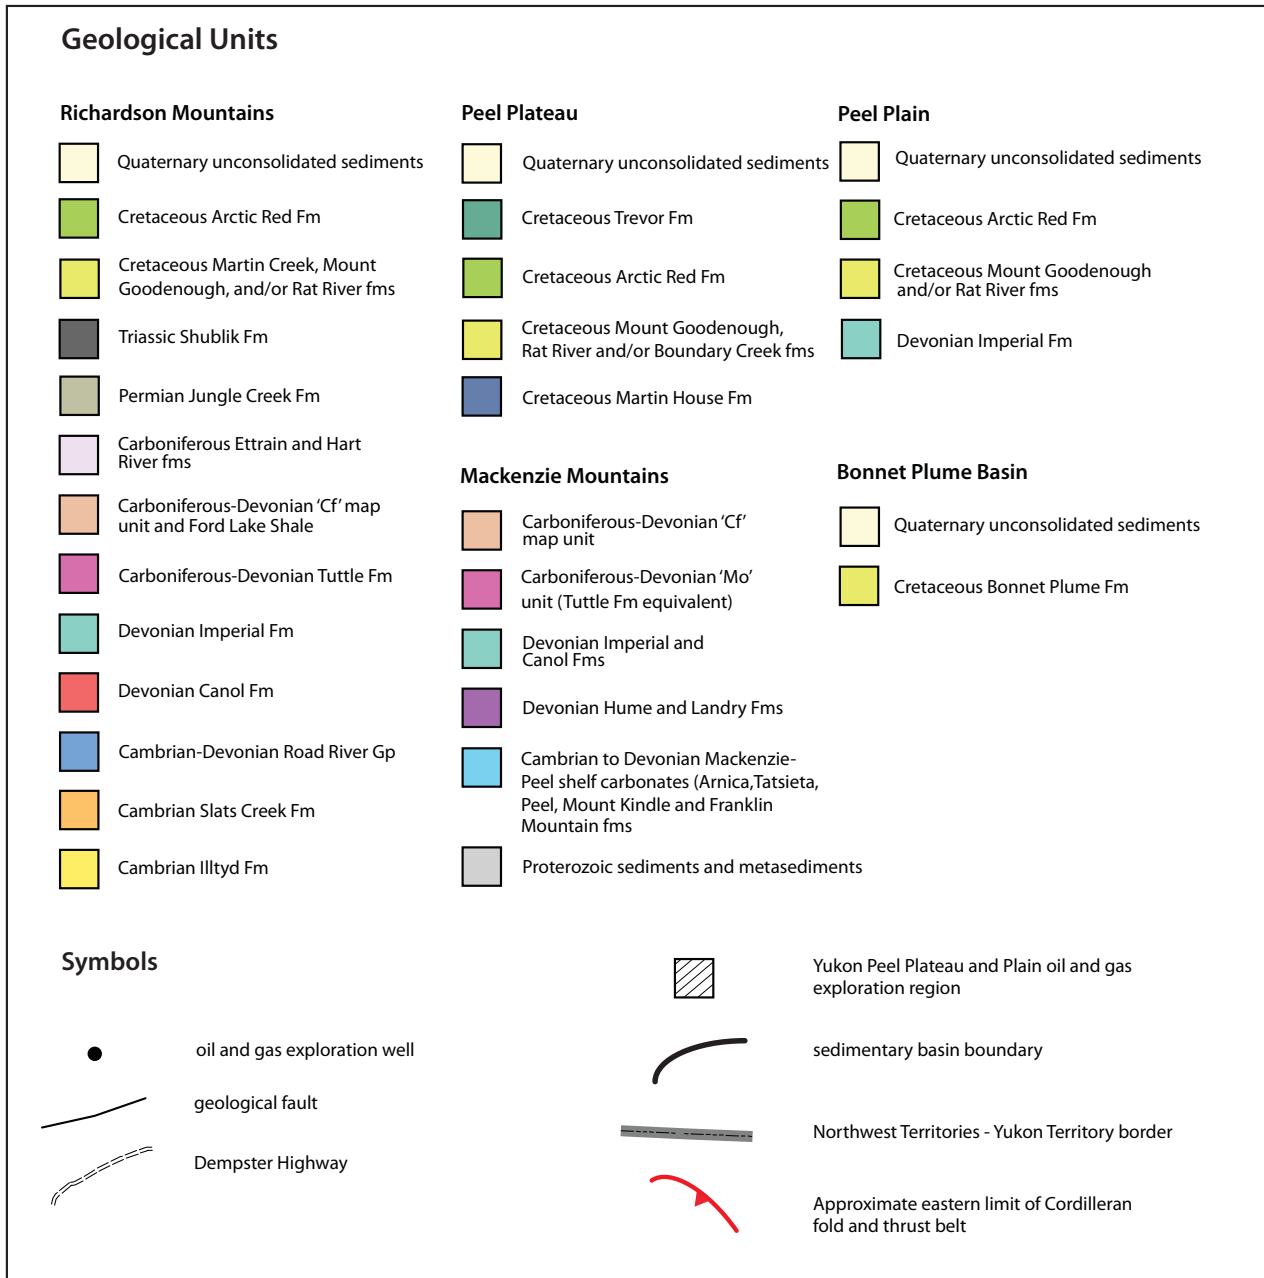 Geological Units
Richardson Mountains
Quaternary unconsolidated sediments
Cretaceous Arctic Red Fm
Cretaceous Martin Creek, Mount
Goodenough, and/or Rat River fms
Triassic Shublik Fm
Permian Jungle Creek Fm
Carboniferous Ettrain and Hart
River fms
Carboniferous-Devonian 'Cf' map
unit and Ford Lake Shale
Carboniferous-Devonian Tuttle Fm
Devonian Imperial Fm
Devonian Canol Fm
Cambrian-Devonian Road River Gp
Cambrian Slats Creek Fm
Cambrian Illtyd Fm
Peel Plateau
Quaternary unconsolidated sediments
Cretaceous Trevor Fm
Cretaceous Arctic Red Fm
Cretaceous Mount Goodenough,
Rat River and/or Boundary Creek fms
Cretaceous Martin House Fm
Mackenzie Mountains
Carboniferous-Devonian 'Cf'
map unit
Carboniferous-Devonian 'Mo'
unit (Tuttle Fm equivalent)
Devonian Imperial and
Canol Fms
Devonian Hume and Landry Fms
Cambrian to Devonian Mackenzie-
Peel shelf carbonates (Arnica,Tatsieta,
Peel, Mount Kindle and Franklin
Mountain fms
Proterozoic sediments and metasediments
Peel Plain
Quaternary unconsolidated sediments
Cretaceous Arctic Red Fm
Cretaceous Mount Goodenough
and/or Rat River fms
Devonian Imperial Fm
Bonnet Plume Basin
Quaternary unconsolidated sediments
Cretaceous Bonnet Plume Fm
Symbols
oil and gas exploration well
geological fault
Dempster Highway
Yukon Peel Plateau and Plain oil and gas
exploration region
sedimentary basin boundary
Northwest Territories - Yukon Territory border
Approximate eastern limit of Cordilleran
fold and thrust belt